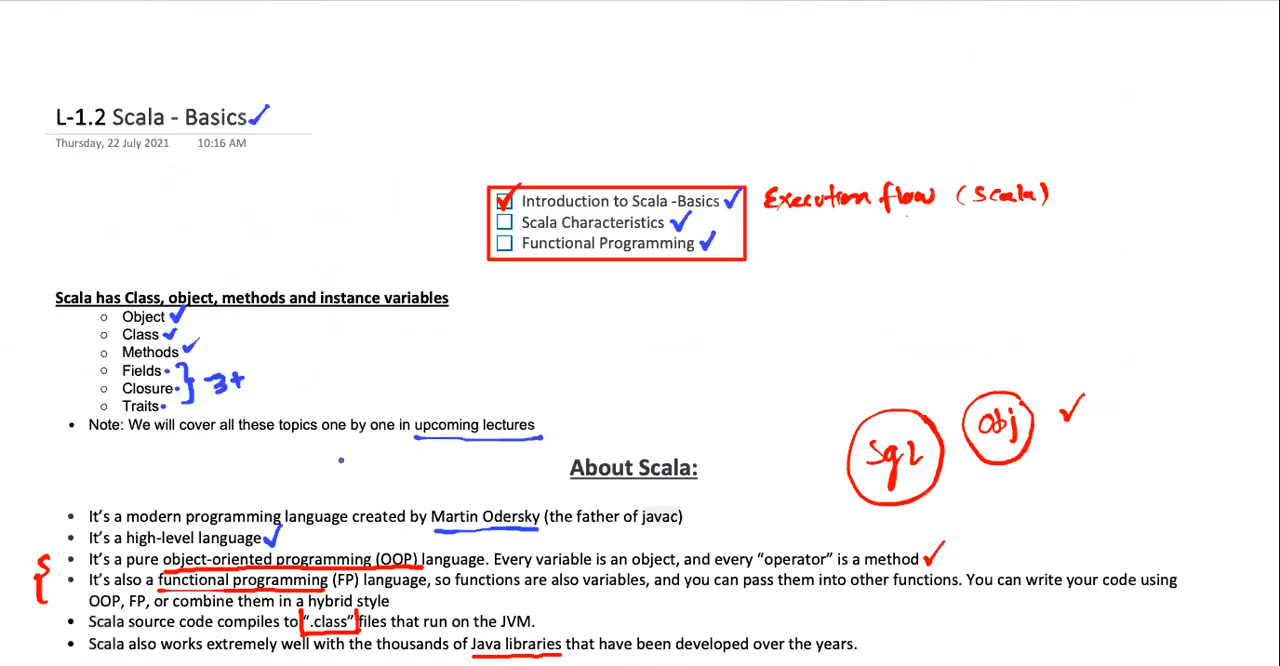 L-1.2 Scala - Basics
Thursday, 22 July 2021 10:16 AM
Introduction to Scala -Basics Execution flow (Scala)
Scala Characteristics
Functional Programming
Scala has Class, object, methods and instance variables
Object
Class
Methods
Fields
Closure 3+
Traits
Note: We will cover all these topics one by one in upcoming lectures
Obj
Sql
About Scala:
It's a modern programming language created by Martin Odersky (the father of javac)
It's a high-level language
It's a pure object-oriented programming (OOP) language. Every variable is an object, and every “operator” is a method
It's also a functional programming (FP) language, so functions are also variables, and you can pass them into other functions. You can write your code using
OOP, FP, or combine them in a hybrid style
Scala source code compiles to “.class” files that run on the JVM.
Scala also works extremely well with the thousands of Java libraries that have been developed over the years.